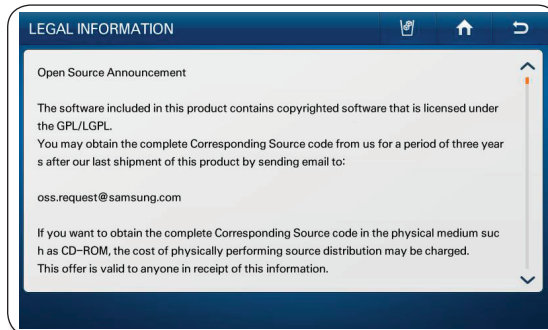 LEGAL INFORMATION
Open Source Announcement
The software included in this product contains copyrighted software that is licensed under
the GPL/LGPL.
You may obtain the complete Corresponding Source code from us for a period of three year
s after our last shipment of this product by sending email to:
oss.request@samsung.com
If you want to obtain the complete Corresponding Source code in the physical medium suc
h as CD-ROM, the cost of physically performing source distribution may be charged.
This offer is valid to anyone in receipt of this information.